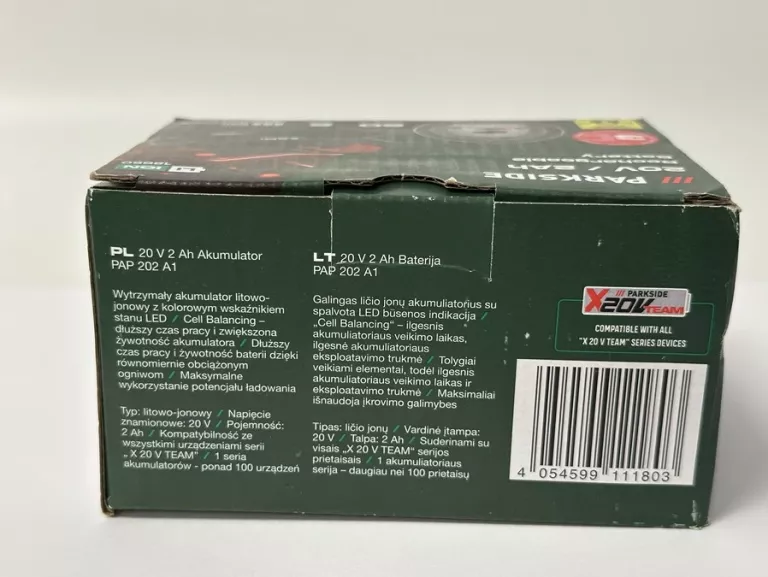 /// PARKSIDE
20V / 2Ah
Rechargeable
Battery
ION
18650
PL 20 V 2 Ah Akumulator
PAP 202 A1
Wytrzymały akumulator litowo-
jonowy z kolorowym wskaźnikiem
stanu LED / Cell Balancing –
dłuższy czas pracy i zwiększona
żywotność akumulatora / Dłuższy
czas pracy i żywotność baterii dzięki
równomiernie obciążonym
ogniwom / Maksymalne
wykorzystanie potencjału ładowania
Typ: litowo-jonowy / Napięcie
znamionowe: 20 V / Pojemność:
2 Ah / Kompatybilność ze
wszystkimi urządzeniami serii
„X 20 V TEAM” / 1 seria
akumulatorów - ponad 100 urządzeń
LT 20 V 2 Ah Baterija
PAP 202 A1
Galingas ličio jonų akumuliatorius su
spalvota LED būsenos indikacija /
„Cell Balancing“ – ilgesnis
akumuliatoriaus veikimo laikas,
ilgesnė akumuliatoriaus
eksploatavimo trukmė / Tolygiai
veikiami elementai, todėl ilgesnis
akumuliatoriaus veikimo laikas ir
eksploatavimo trukmė / Maksimaliai
išnaudoja įkrovimo galimybes
Tipas: ličio jonų / Vardinė įtampa:
20 V / Talpa: 2 Ah / Suderinami su
visais „X 20 V TEAM“ serijos
prietaisais / 1 akumuliatoriaus
serija – daugiau nei 100 prietaisų
/// PARKSIDE
X20V TEAM
COMPATIBLE WITH ALL
"X 20 V TEAM" SERIES DEVICES
4 054599 111803